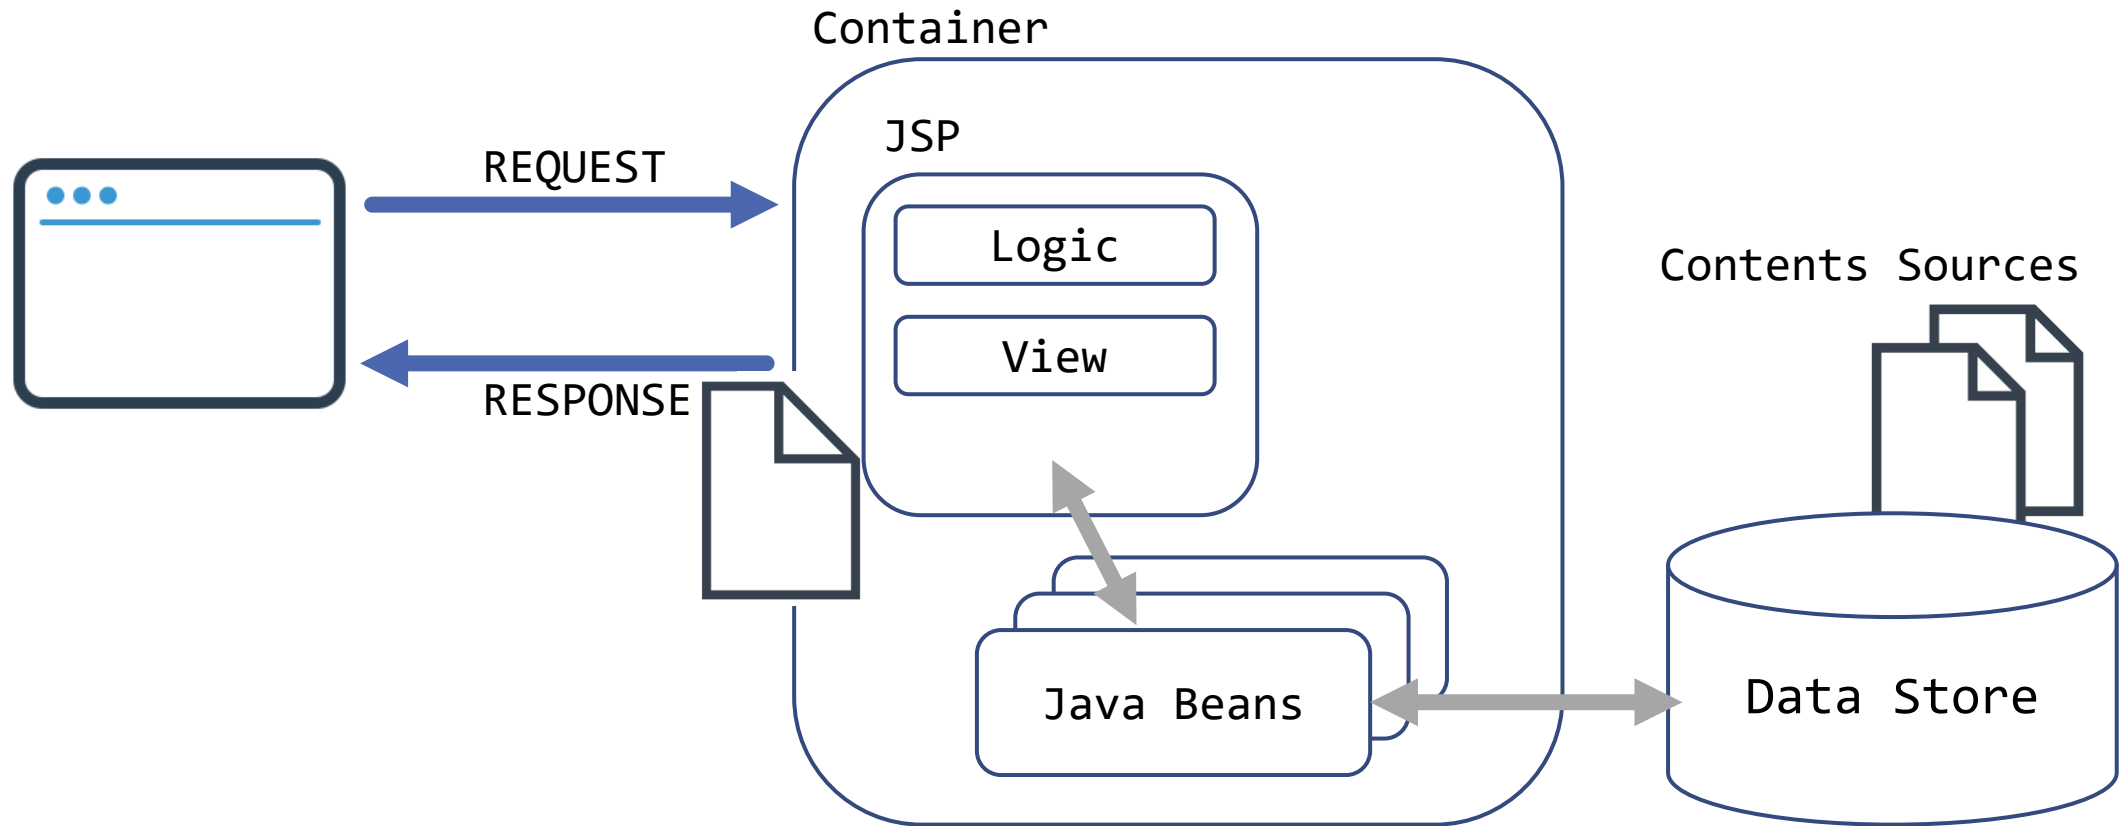 Container
JSP
REQUEST
Logic
Contents Sources
View
RESPONSE
Java Beans
Data Store